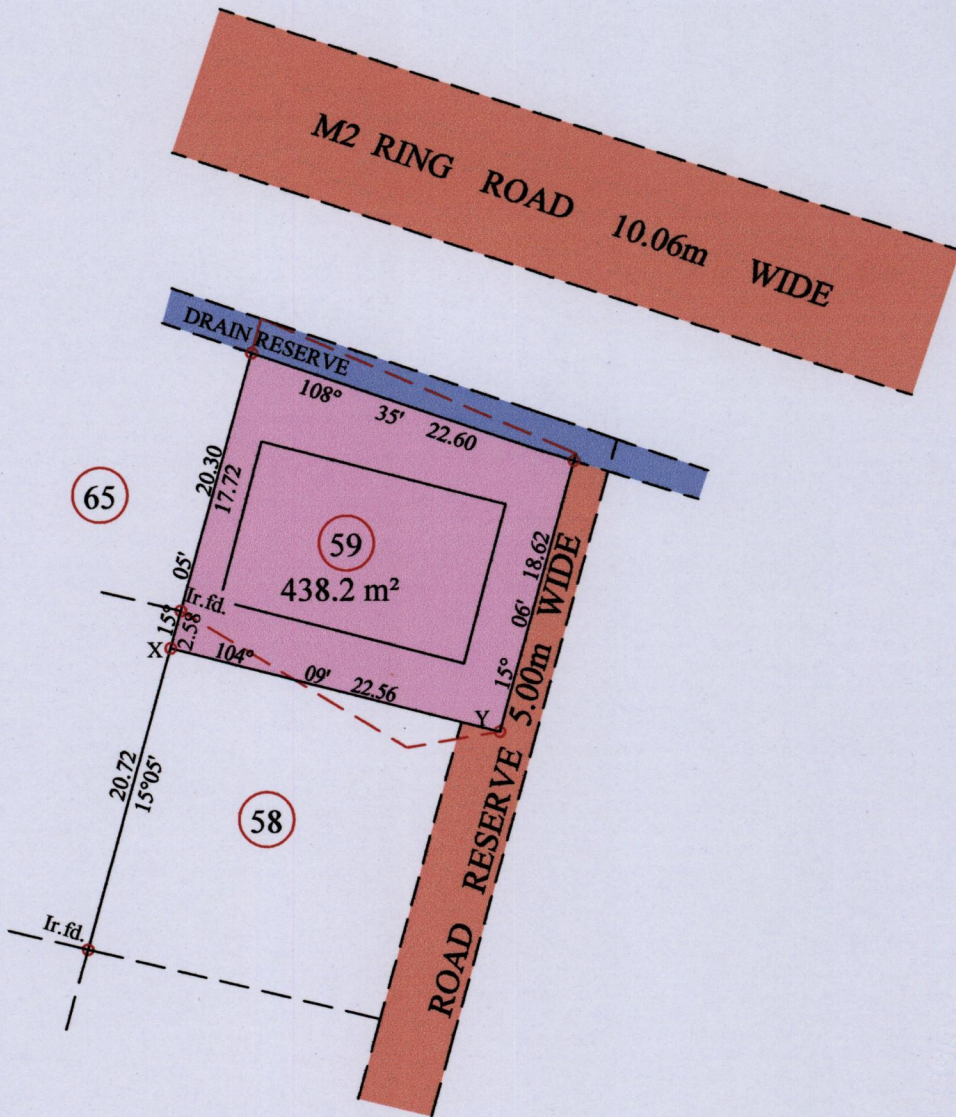 M2 RING ROAD 10.06m WIDE
DRAIN RESERVE
108° 35' 22.60
20.30
17.72
65
59
438.2 m²
18.62
06'
15°
05'
15°
Ir.fd.
2.58
X
104° 09' 22.56
Y
ROAD RESERVE 5.00m WIDE
20.72
15°05'
58
Ir.fd.